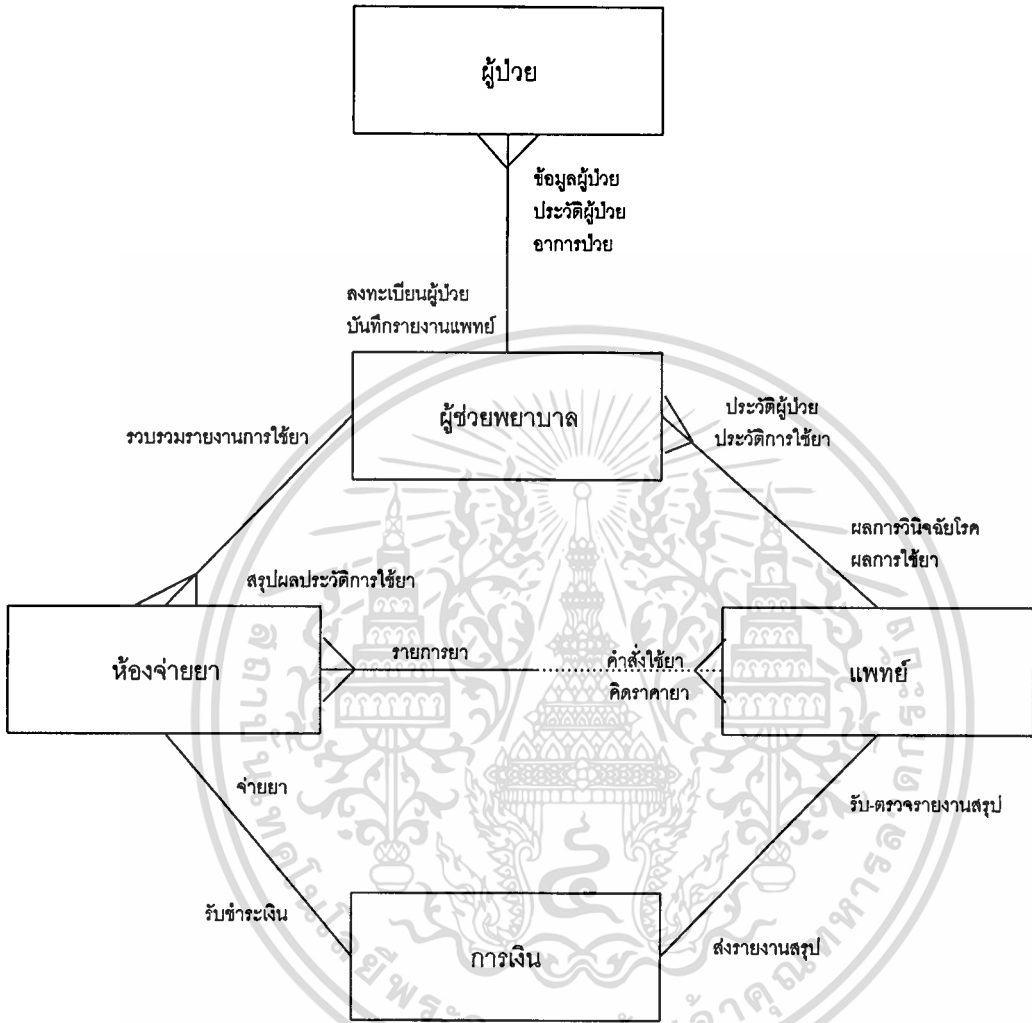 ผู้ป่วย
ข้อมูลผู้ป่วย
ประวัติผู้ป่วย
อาการป่วย
ลงทะเบียนผู้ป่วย
บันทึกรายงานแพทย์
ผู้ช่วยพยาบาล
ประวัติผู้ป่วย
ประวัติการใช้ยา
รวบรวมรายงานการใช้ยา
ผลการวินิจฉัยโรค
ผลการใช้ยา
สรุปผลประวัติการใช้ยา
ห้องจ่ายยา
รายการยา
คำสั่งใช้ยา
คิดราคายา
แพทย์
จ่ายยา
รับ-ตรวจรายงานสรุป
รับชำระเงิน
การเงิน
ส่งรายงานสรุป